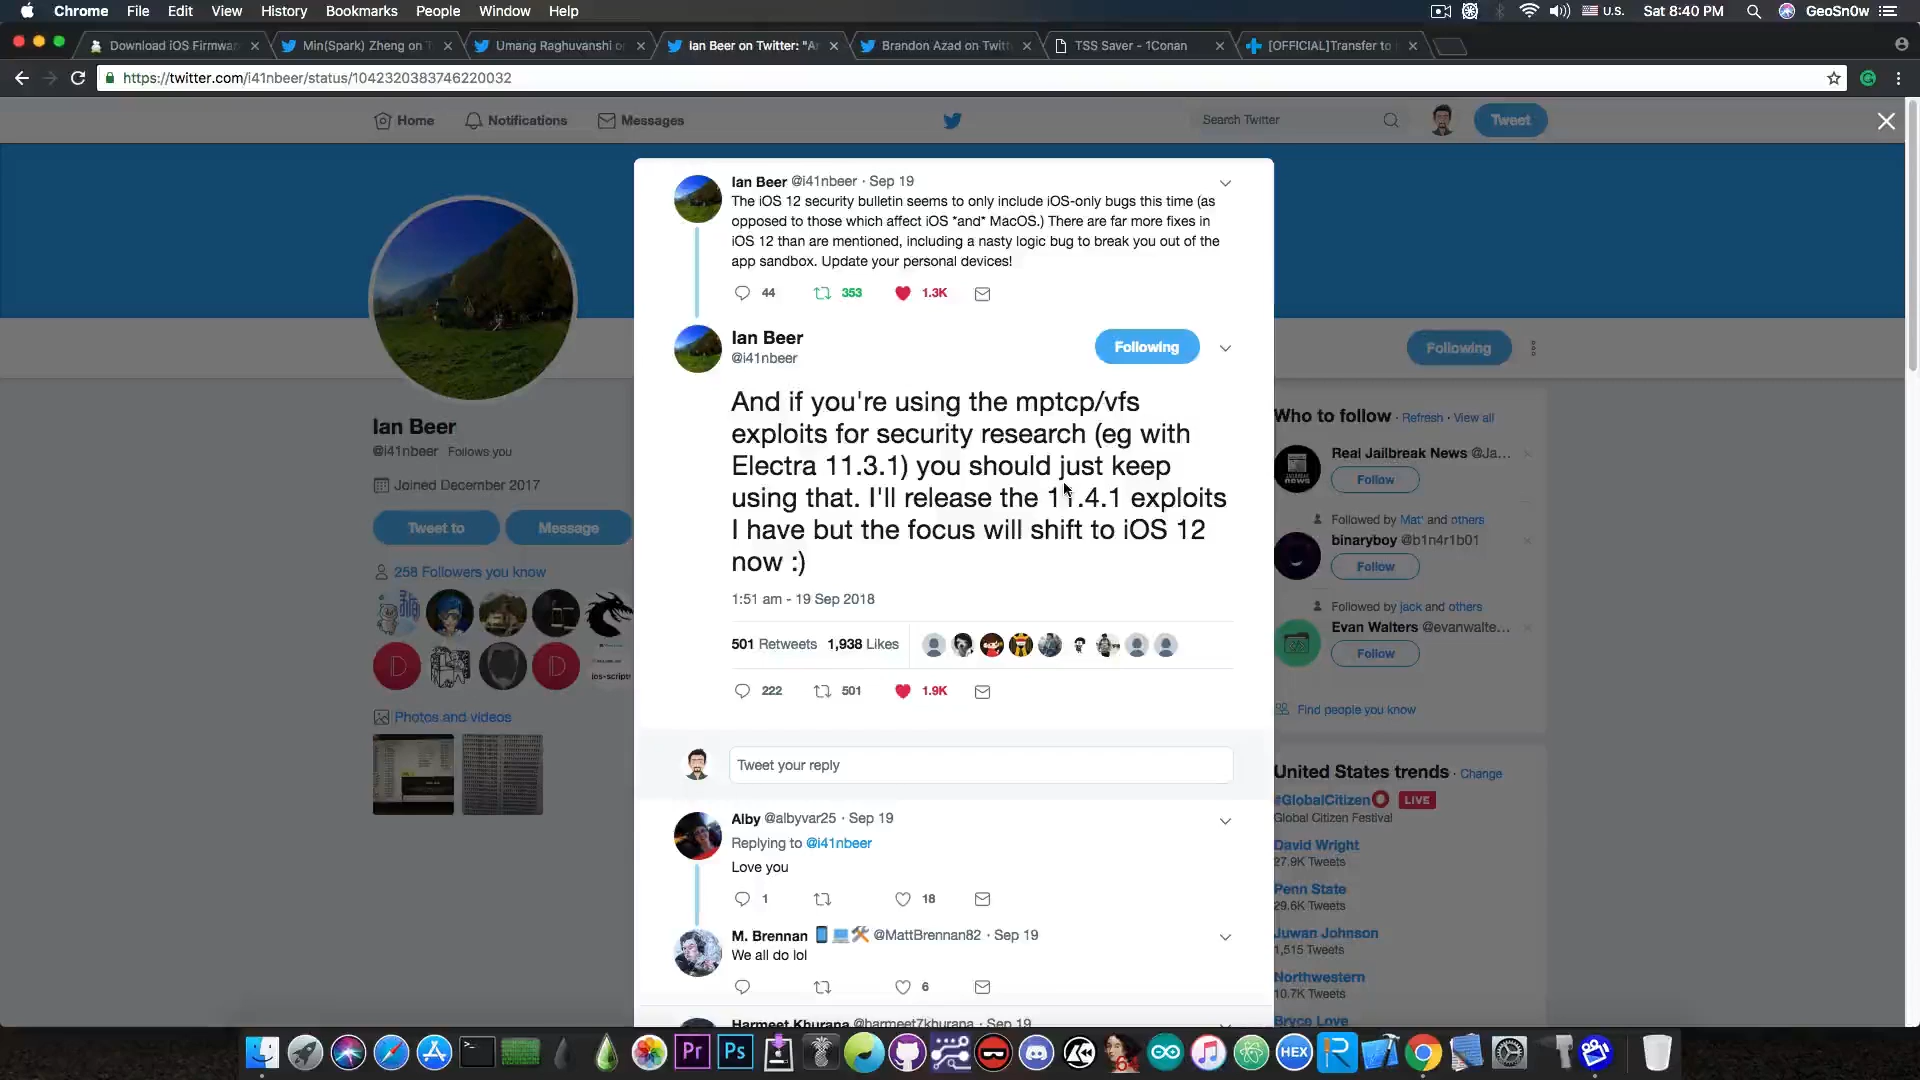 Chrome File Edit View History Bookmarks People Window Help
U.S. Sat 8:40 PM GeoSn0w
Download iOS Firmwar
Min(Spark) Zheng on T
Umang Raghuvanshi o
Ian Beer on Twitter: "A
Brandon Azad on Twitt
TSS Saver - 1Conan
[OFFICIAL]Transfer to
https://twitter.com/i41nbeer/status/1042320383746220032
Home Notifications Messages
Search Twitter
Tweet
Ian Beer
@i41nbeer Follows you
Joined December 2017
Tweet to Message
258 Followers you know
Photos and videos
Ian Beer @i41nbeer · Sep 19
The iOS 12 security bulletin seems to only include iOS-only bugs this time (as
opposed to those which affect iOS *and* MacOS.) There are far more fixes in
iOS 12 than are mentioned, including a nasty logic bug to break you out of the
app sandbox. Update your personal devices!
44 353 1.3K
Ian Beer
@i41nbeer
Following
And if you're using the mptcp/vfs
exploits for security research (eg with
Electra 11.3.1) you should just keep
using that. I'll release the 11.4.1 exploits
I have but the focus will shift to iOS 12
now :)
1:51 am - 19 Sep 2018
501 Retweets 1,938 Likes
222 501 1.9K
Tweet your reply
Alby @albyvar25 · Sep 19
Replying to @i41nbeer
Love you
1 18
M. Brennan @MattBrennan82 · Sep 19
We all do lol
6
Harmeet Khurana @harmeet7khurana · Sep 19
Following
Who to follow · Refresh · View all
Real Jailbreak News @Ja...
Follow
Followed by Mat' and others
binaryboy @b1n4r1b01
Follow
Followed by jack and others
Evan Walters @evanwalte...
Follow
Find people you know
United States trends · Change
#GlobalCitizen LIVE
Global Citizen Festival
David Wright
27.9K Tweets
Penn State
29.6K Tweets
Juwan Johnson
1,515 Tweets
Northwestern
10.7K Tweets
Bryce Love
Pr Ps HEX